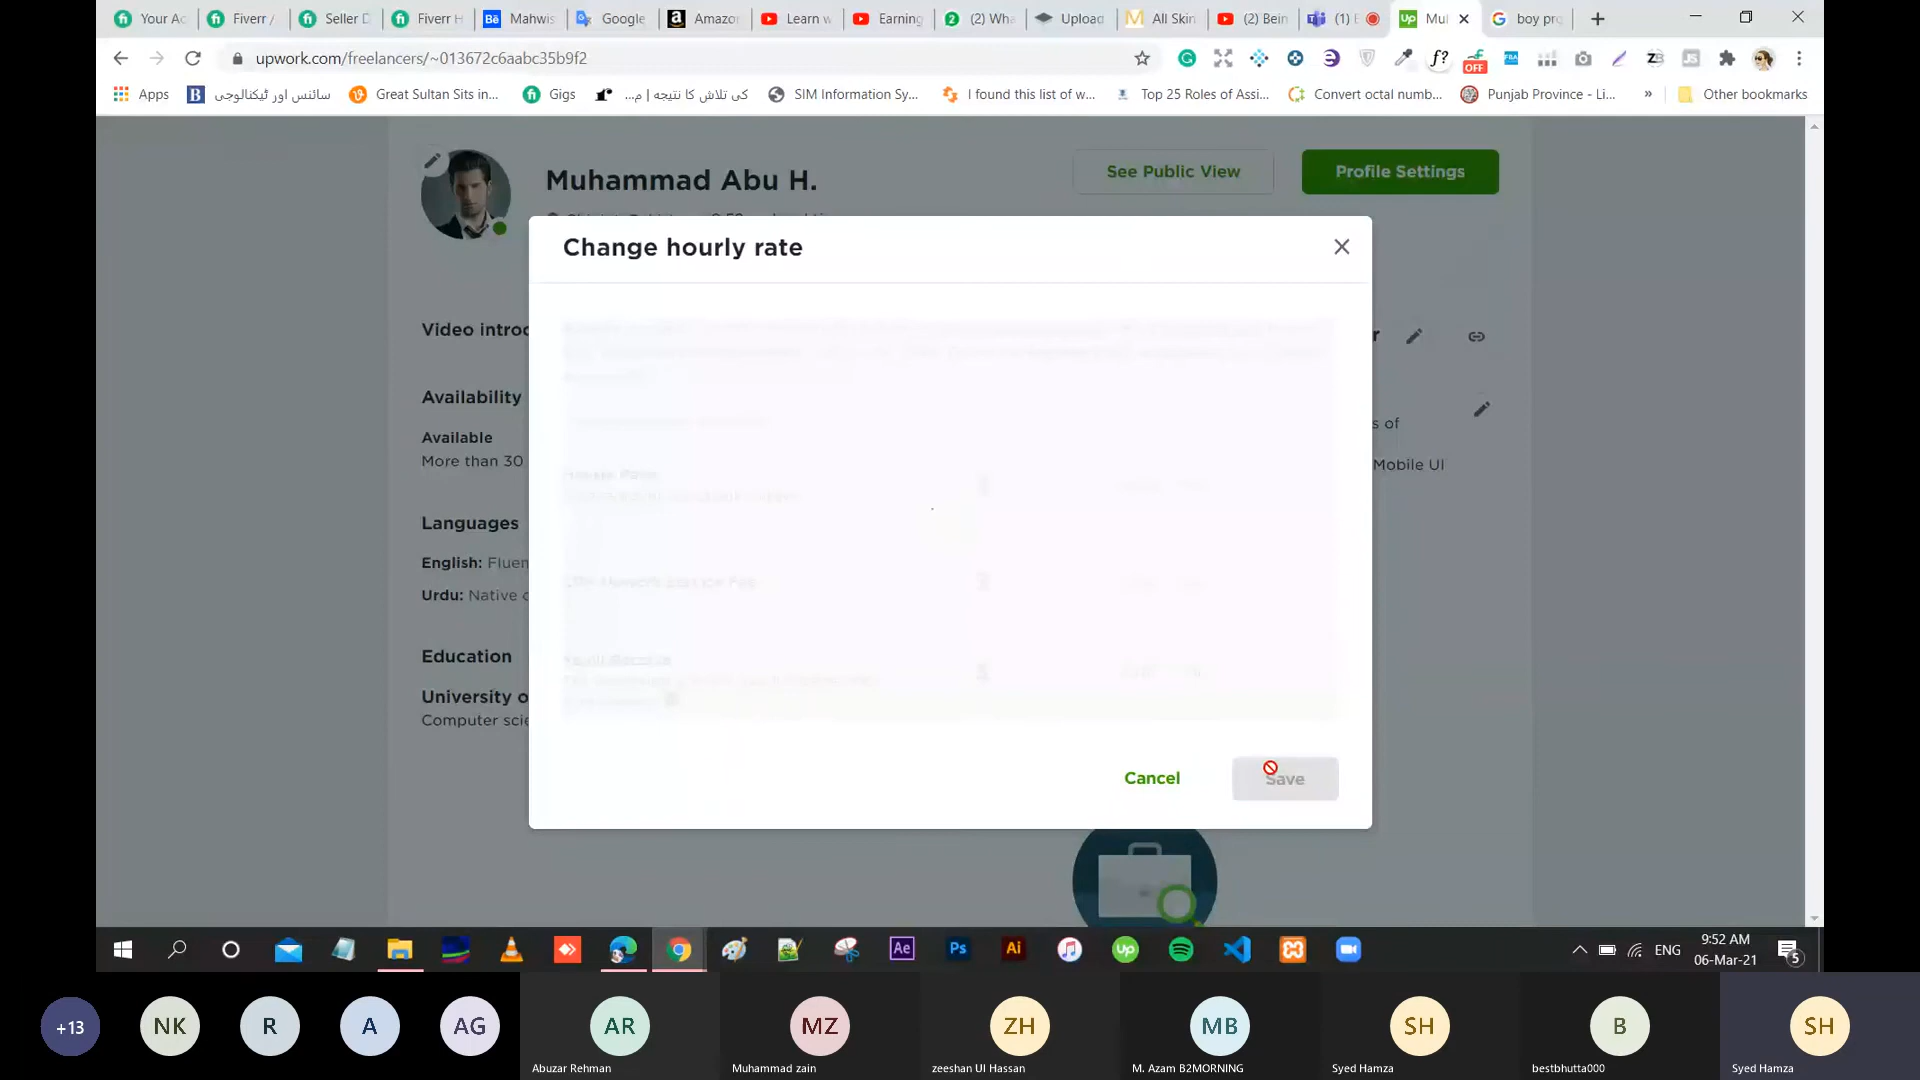 Your Ac
Fiverr /
Seller D
Fiverr H
Mahwis
Google
Amazo
Learn w
Earning
(2) Wha
Upload
All Skin
(2) Bein
(1) E
Mul
boy pro
upwork.com/freelancers/~013672c6aabc35b9f2
OFF
Apps
سائنس اور ٹیکنالوجی
Great Sultan Sits in...
Gigs
کی تلاش کا نتیجه | م...
SIM Information Sy...
I found this list of w...
Top 25 Roles of Assi...
Convert octal numb...
Punjab Province - Li...
»
Other bookmarks
Muhammad Abu H.
See Public View
Profile Settings
Change hourly rate
Video introd
r
Availability
Available
s of
More than 30
Mobile UI
Languages
English: Fluen
Urdu: Native o
Education
University o
Computer scie
Cancel
Save
ENG
9:52 AM
06-Mar-21
5
+13
NK
R
A
AG
AR
Abuzar Rehman
MZ
Muhammad zain
ZH
zeeshan Ul Hassan
MB
M. Azam B2MORNING
SH
Syed Hamza
B
bestbhutta000
SH
Syed Hamza